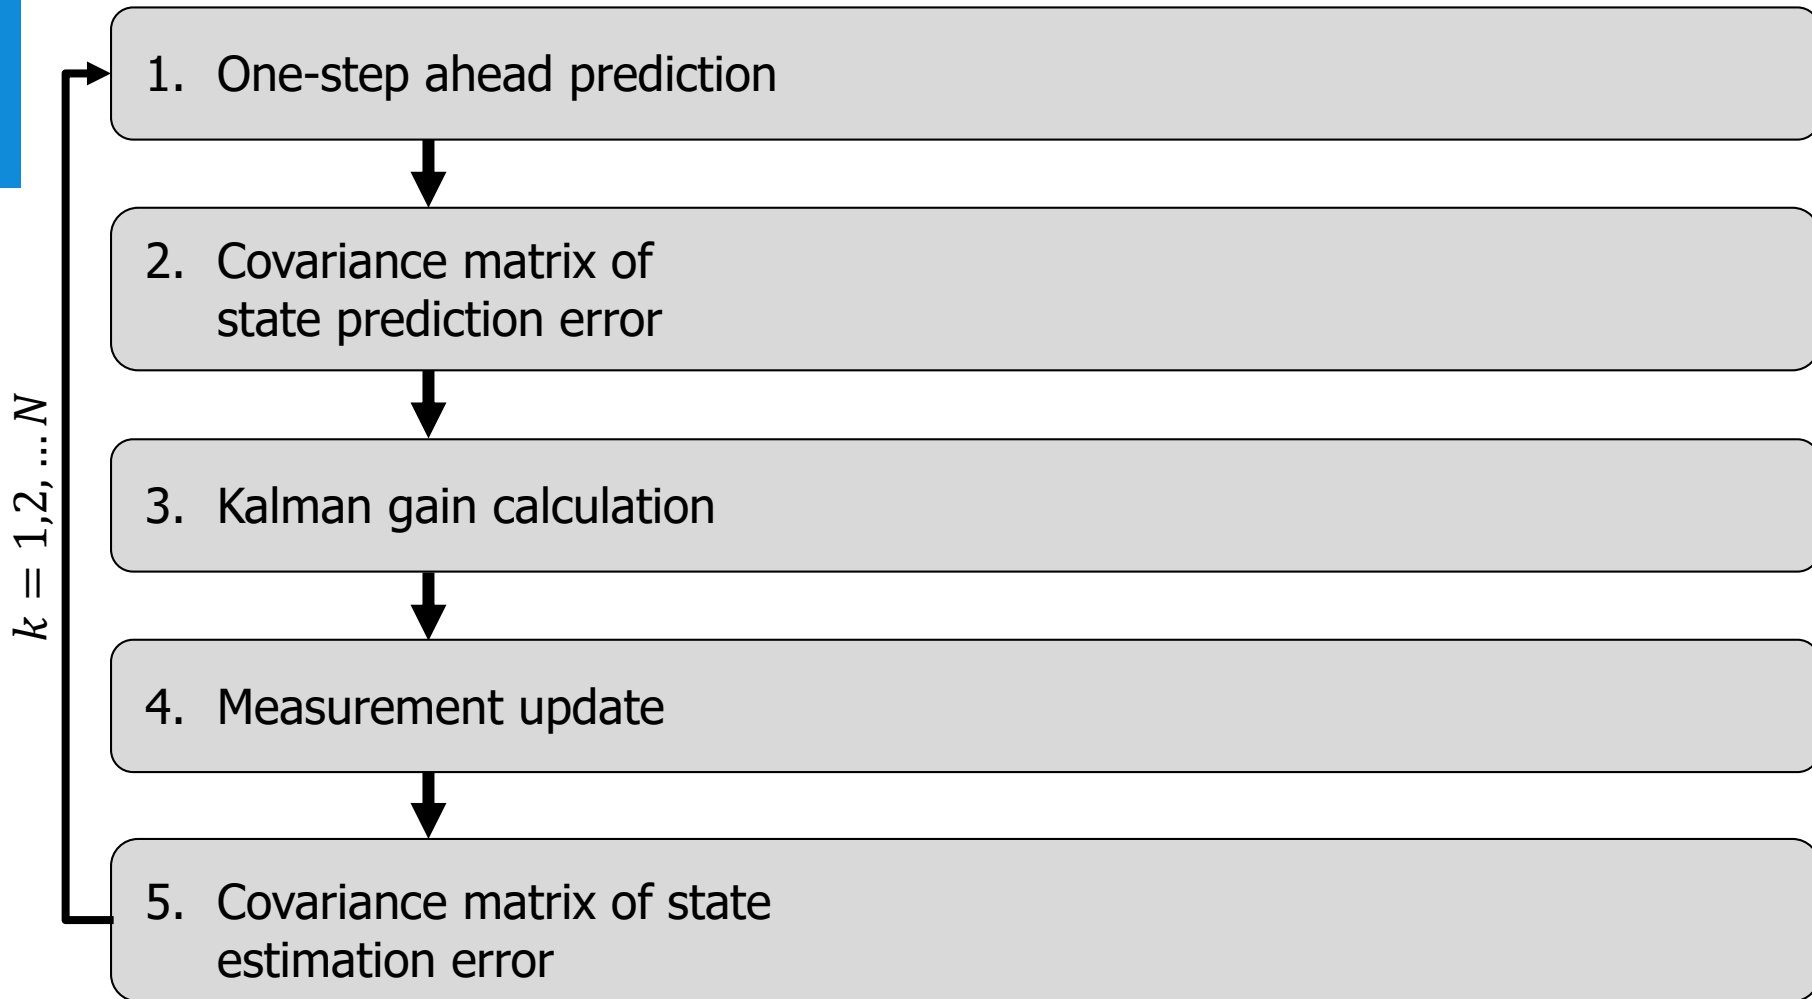 1. One-step ahead prediction
2. Covariance matrix of
state prediction error
3. Kalman gain calculation
4. Measurement update
5. Covariance matrix of state
estimation error
k = 1,2, … N